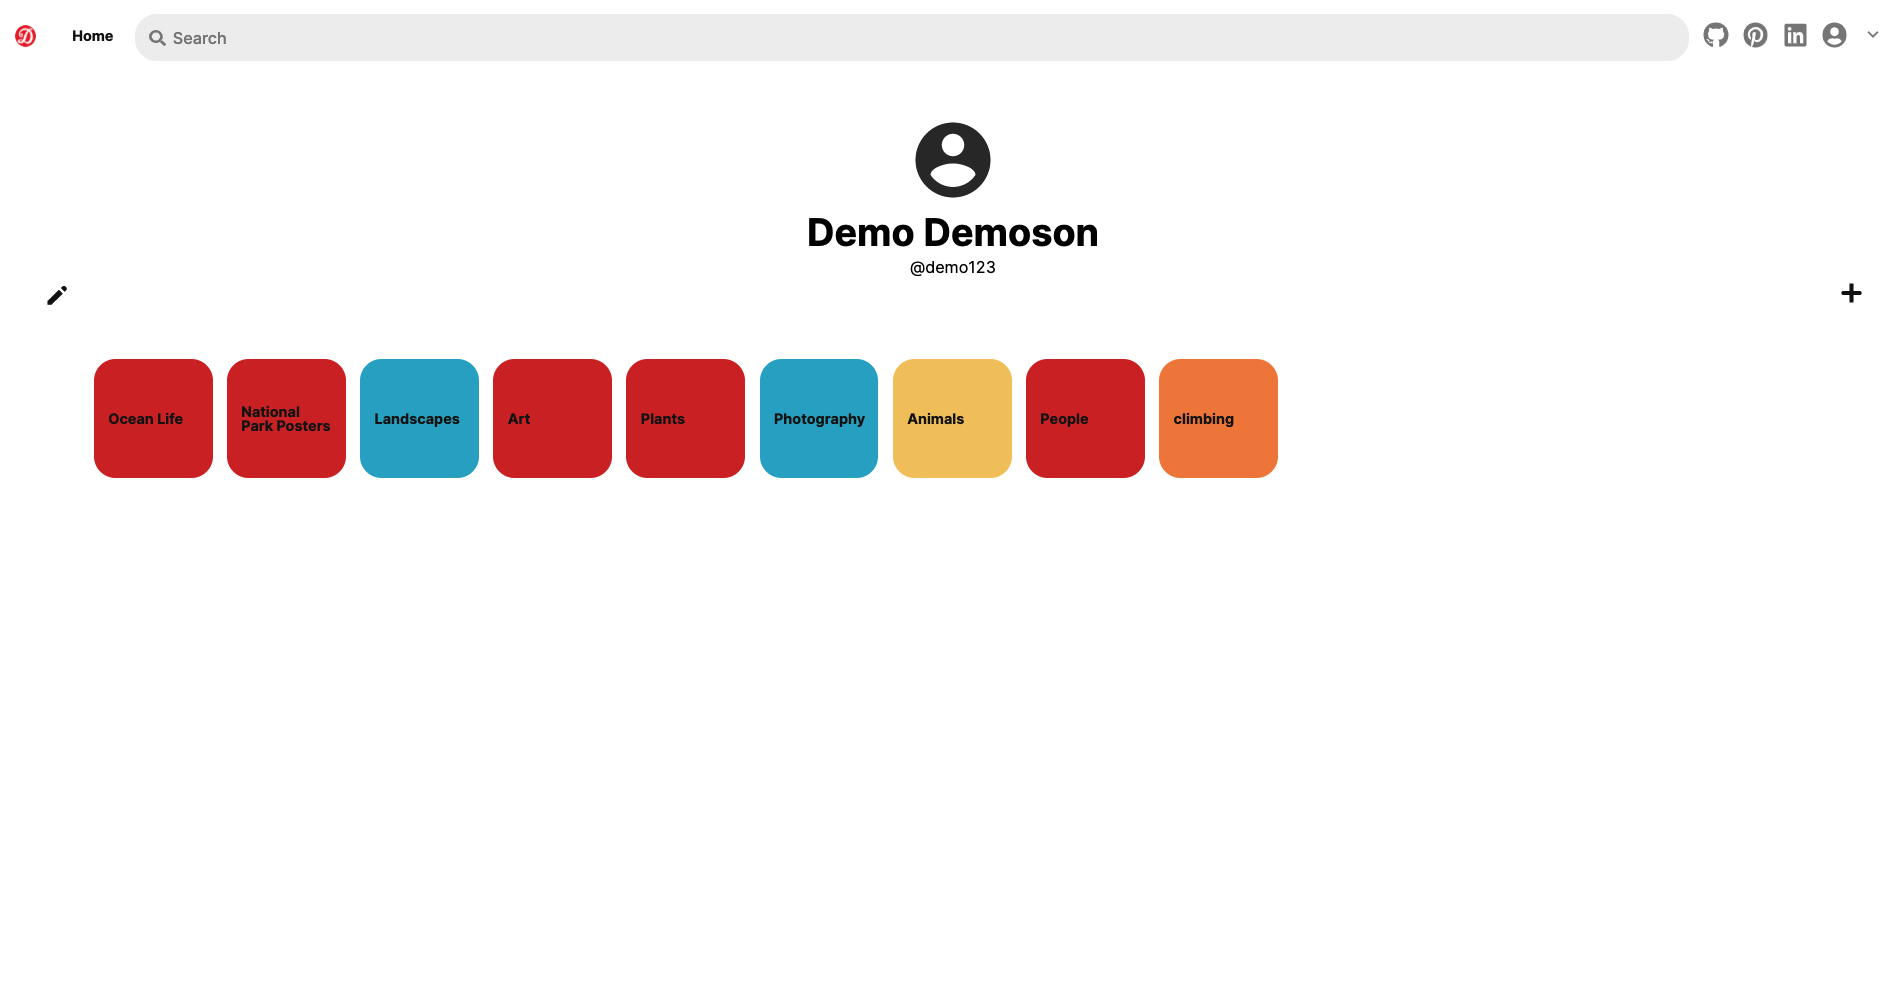 D
Home
Search
Demo Demoson
@demo123
Ocean Life
National
Park Posters
Landscapes
Art
Plants
Photography
Animals
People
climbing